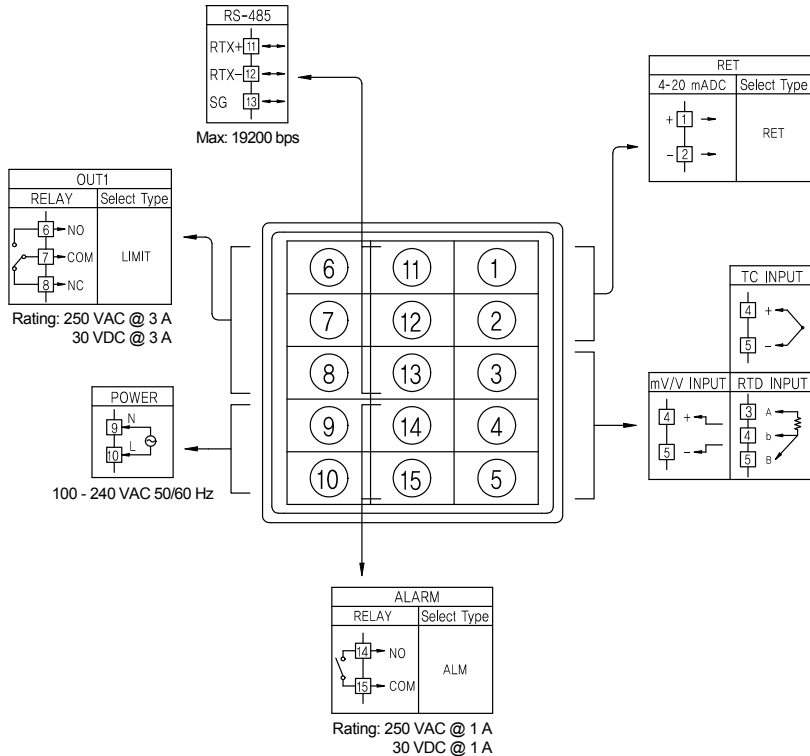 RS-485
RTX+ 11
RTX- 12
SG 13
Max: 19200 bps
RET
4-20 mADC Select Type
+ 1
RET
- 2
OUT1
RELAY Select Type
6 NO
7 COM LIMIT
8 NC
Rating: 250 VAC @ 3 A
30 VDC @ 3 A
POWER
9 N
10 L
100 - 240 VAC 50/60 Hz
6 11 1
7 12 2
8 13 3
9 14 4
10 15 5
TC INPUT
4 +
5 -
mV/V INPUT
4 +
5 -
RTD INPUT
3 A
4 b
5 B
ALARM
RELAY Select Type
14 NO
ALM
15 COM
Rating: 250 VAC @ 1 A
30 VDC @ 1 A